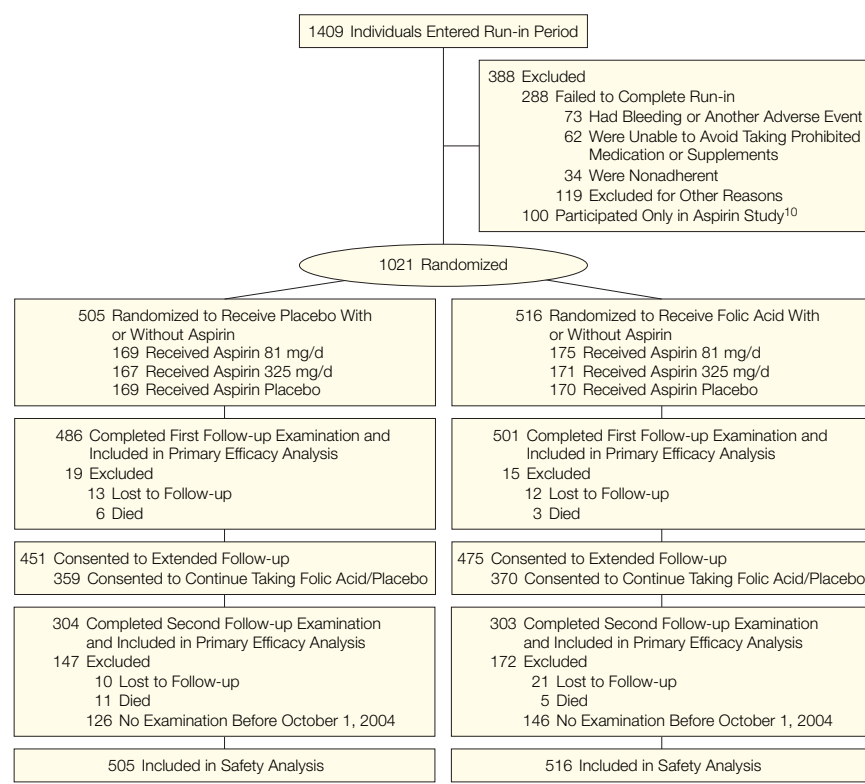 1409 Individuals Entered Run-in Period
388 Excluded
288 Failed to Complete Run-in
73 Had Bleeding or Another Adverse Event
62 Were Unable to Avoid Taking Prohibited
Medication or Supplements
34 Were Nonadherent
119 Excluded for Other Reasons
100 Participated Only in Aspirin Study10
1021 Randomized
505 Randomized to Receive Placebo With
or Without Aspirin
169 Received Aspirin 81 mg/d
167 Received Aspirin 325 mg/d
169 Received Aspirin Placebo
516 Randomized to Receive Folic Acid With
or Without Aspirin
175 Received Aspirin 81 mg/d
171 Received Aspirin 325 mg/d
170 Received Aspirin Placebo
486 Completed First Follow-up Examination and
Included in Primary Efficacy Analysis
19 Excluded
13 Lost to Follow-up
6 Died
501 Completed First Follow-up Examination and
Included in Primary Efficacy Analysis
15 Excluded
12 Lost to Follow-up
3 Died
451 Consented to Extended Follow-up
359 Consented to Continue Taking Folic Acid/Placebo
475 Consented to Extended Follow-up
370 Consented to Continue Taking Folic Acid/Placebo
304 Completed Second Follow-up Examination
and Included in Primary Efficacy Analysis
147 Excluded
10 Lost to Follow-up
11 Died
126 No Examination Before October 1, 2004
303 Completed Second Follow-up Examination
and Included in Primary Efficacy Analysis
172 Excluded
21 Lost to Follow-up
5 Died
146 No Examination Before October 1, 2004
505 Included in Safety Analysis
516 Included in Safety Analysis